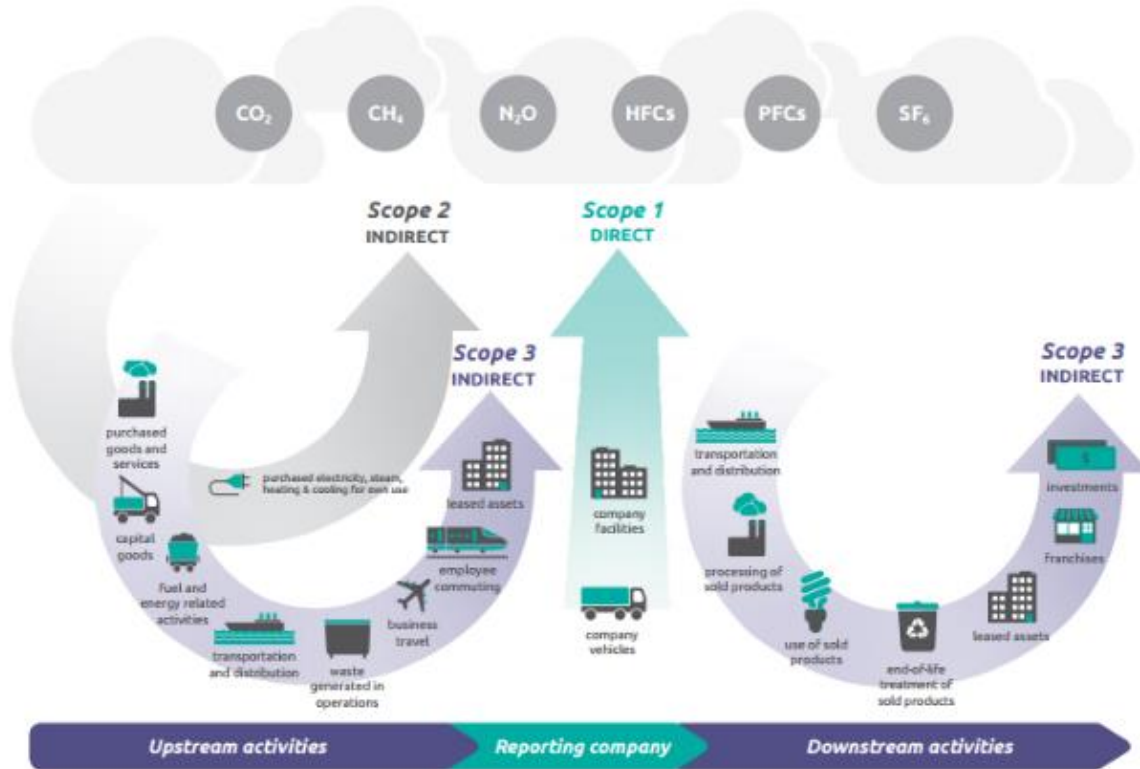 CO₂
CH₄
N₂O
HFCs
PFCs
SF₆
Scope 2
INDIRECT
Scope 1
DIRECT
Scope 3
INDIRECT
Scope 3
INDIRECT
purchased
goods and
services
capital
goods
fuel and
energy related
activities
transportation
and distribution
waste
generated in
operations
business
travel
employee
commuting
leased assets
purchased electricity, steam,
heating & cooling for own use
company
facilities
company
vehicles
transportation
and distribution
processing of
sold products
use of sold
products
end-of-life
treatment of
sold products
leased assets
franchises
$
investments
Upstream activities
Reporting company
Downstream activities